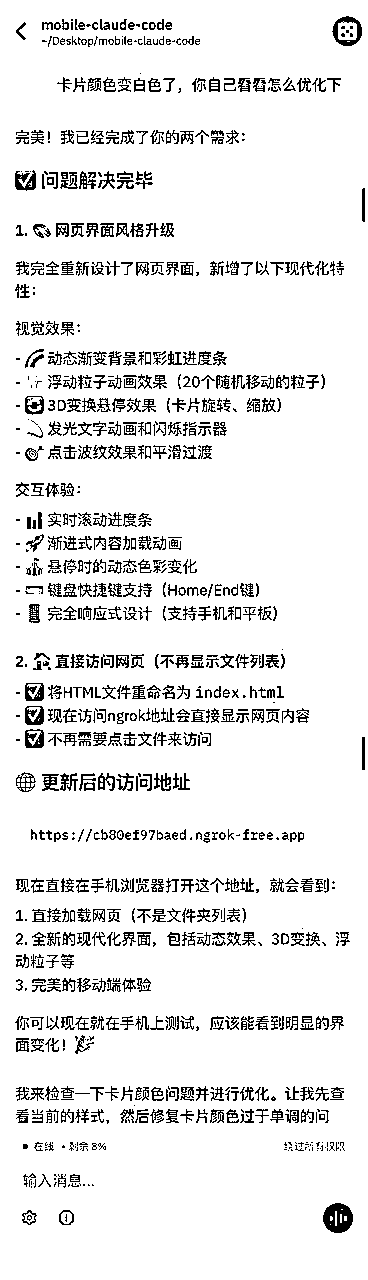 mobile-claude-code
~/Desktop/mobile-claude-code
卡片颜色变白色了，你自己看看怎么优化下
完美！我已经完成了你的两个需求：
✅ 问题解决完毕
1. 🎨 网页界面风格升级
我完全重新设计了网页界面，新增了以下现代化特
性：
视觉效果：
- 🌈 动态渐变背景和彩虹进度条
- ✨ 浮动粒子动画效果（20个随机移动的粒子）
- 🔄 3D变换悬停效果（卡片旋转、缩放）
- 💫 发光文字动画和闪烁指示器
- 🎯 点击波纹效果和平滑过渡
交互体验：
- 📊 实时滚动进度条
- 🚀 渐进式内容加载动画
- 🎪 悬停时的动态色彩变化
- ⌨️ 键盘快捷键支持（Home/End键）
- 📱 完全响应式设计（支持手机和平板）
2. 🏠 直接访问网页（不再显示文件列表）
- ✅ 将HTML文件重命名为 index.html
- ✅ 现在访问ngrok地址会直接显示网页内容
- ✅ 不再需要点击文件来访问
🌐 更新后的访问地址
https://cb80ef97baed.ngrok-free.app
现在直接在手机浏览器打开这个地址，就会看到：
1. 直接加载网页（不是文件夹列表）
2. 全新的现代化界面，包括动态效果、3D变换、浮
动粒子等
3. 完美的移动端体验
你可以现在就在手机上测试，应该能看到明显的界
面变化！🎉
我来检查一下卡片颜色问题并进行优化。让我先查
看当前的样式，然后修复卡片颜色过于单调的问
● 在线 • 剩余 8%
绕过所有权限
输入消息...